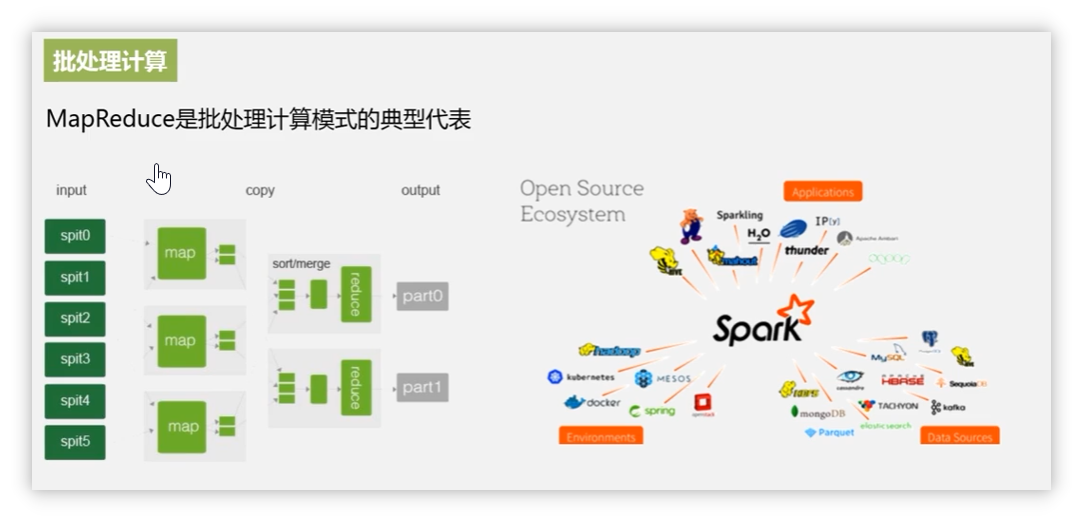 批处理计算
MapReduce是批处理计算模式的典型代表
input
copy
output
spit0
spit1
spit2
spit3
spit4
spit5
map
map
map
sort/merge
reduce
reduce
part0
part1
Open Source
Ecosystem
Applications
Sparkling
H₂O
IP[y]
mahout
thunder
Apache Ambari
Spark
hadoop
kubernetes
MESOS
docker
spring
openstack
Environments
MySQL
cassandra
HBASE
SequoiaDB
mongoDB
TACHYON
kafka
elasticsearch
Parquet
Data Sources